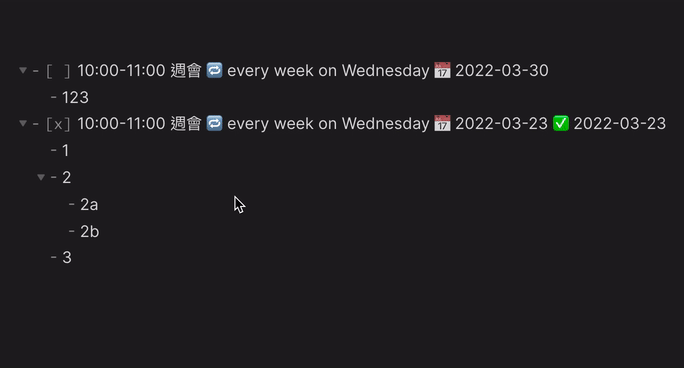 - [ ] 10:00-11:00 週會 🔁 every week on Wednesday 📅 2022-03-30
- 123
- [x] 10:00-11:00 週會 🔁 every week on Wednesday 📅 2022-03-23 ✅ 2022-03-23
- 1
- 2
- 2a
- 2b
- 3